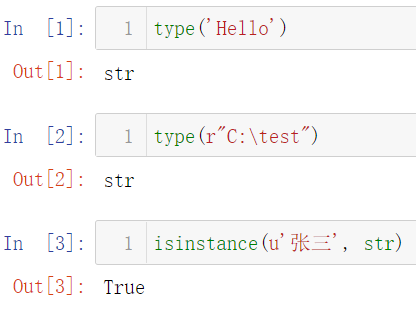 In [1]: 1 type('Hello')
Out[1]: str
In [2]: 1 type(r"C:\test")
Out[2]: str
In [3]: 1 isinstance(u'张三', str)
Out[3]: True